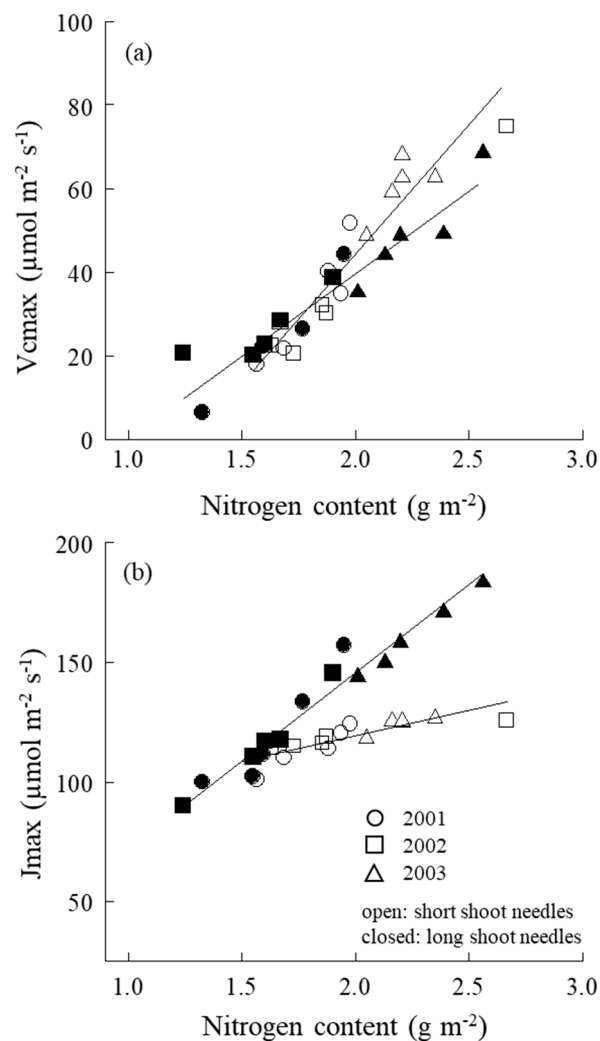 (a)
Vcmax (μmol m⁻² s⁻¹)
100
80
60
40
20
0
1.0 1.5 2.0 2.5 3.0
Nitrogen content (g m⁻²)
(b)
Jmax (μmol m⁻² s⁻¹)
200
150
100
50
2001
2002
2003
open: short shoot needles
closed: long shoot needles
1.0 1.5 2.0 2.5 3.0
Nitrogen content (g m⁻²)